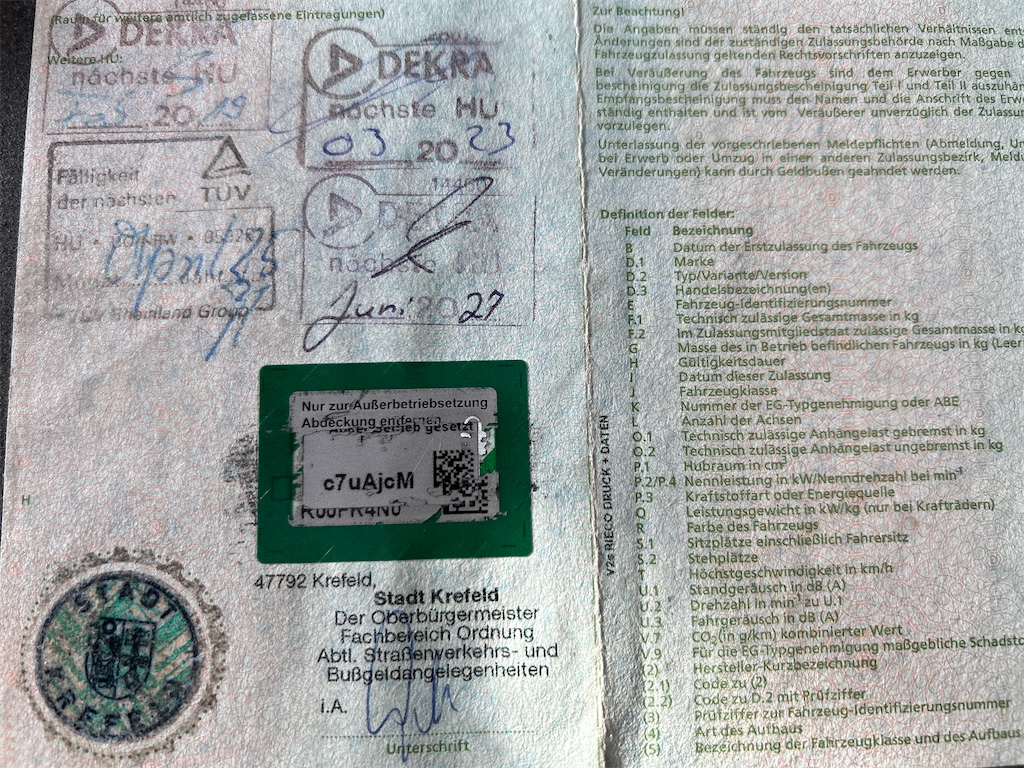 (Raum für weitere amtlich zugelassene Eintragungen)
DEKRA
Weitere HU:
nächste HU
20 19
DEKRA
nächste HU
03 2023
Fälligkeit
der nächsten
TÜV
HU
April 25
Rheinland Group
DEKRA
nächste HU
Juni 2027
Nur zur Außerbetriebsetzung
Abdeckung entfernen
Außer Betrieb gesetzt
c7uAjcM
H
STADT
KREFELD
47792 Krefeld,
Stadt Krefeld
Der Oberbürgermeister
Fachbereich Ordnung
Abtl. Straßenverkehrs- und
Bußgeldangelegenheiten
i.A.
Unterschrift
V2s RIECO DRUCK + DATEN
Zur Beachtung!
Die Angaben müssen ständig den tatsächlichen Verhältnissen
Änderungen sind der zuständigen Zulassungsbehörde nach Maßgabe
Fahrzeugzulassung geltenden Rechtsvorschriften anzuzeigen.
Bei Veräußerung des Fahrzeugs sind dem Erwerber gegen
bescheinigung die Zulassungsbescheinigung Teil I und Teil II
Empfangsbescheinigung muss den Namen und die Anschrift des
ständig enthalten und ist vom Veräußerer unverzüglich der
vorzulegen.
Unterlassung der vorgeschriebenen Meldepflichten (Abmeldung,
bei Erwerb oder Umzug in einen anderen Zulassungsbezirk,
Veränderungen) kann durch Geldbußen geahndet werden.
Definition der Felder:
Feld Bezeichnung
B Datum der Erstzulassung des Fahrzeugs
D.1 Marke
D.2 Typ/Variante/Version
D.3 Handelsbezeichnung(en)
E Fahrzeug-Identifizierungsnummer
F.1 Technisch zulässige Gesamtmasse in kg
F.2 Im Zulassungsmitgliedstaat zulässige Gesamtmasse in kg
G Masse des in Betrieb befindlichen Fahrzeugs in kg
H Gültigkeitsdauer
I Datum dieser Zulassung
J Fahrzeugklasse
K Nummer der EG-Typgenehmigung oder ABE
L Anzahl der Achsen
O.1 Technisch zulässige Anhängelast gebremst in kg
O.2 Technisch zulässige Anhängelast ungebremst in kg
P.1 Hubraum in cm³
P.2/P.4 Nennleistung in kW/Nenndrehzahl bei min⁻¹
P.3 Kraftstoffart oder Energiequelle
Q Leistungsgewicht in kW/kg (nur bei Krafträdern)
R Farbe des Fahrzeugs
S.1 Sitzplätze einschließlich Fahrersitz
S.2 Stehplätze
T Höchstgeschwindigkeit in km/h
U.1 Standgeräusch in dB (A)
U.2 Drehzahl in min⁻¹ zu U.1
U.3 Fahrgeräusch in dB (A)
V.7 CO₂ (in g/km) kombinierter Wert
V.9 Für die EG-Typgenehmigung maßgebliche
(2) Hersteller-Kurzbezeichnung
(2.1) Code zu (2)
(2.2) Code zu D.2 mit Prüfziffer
(3) Prüfziffer zur Fahrzeug-Identifizierungsnummer
(4) Art des Aufbaus
(5) Bezeichnung der Fahrzeugklasse und des Aufbaus